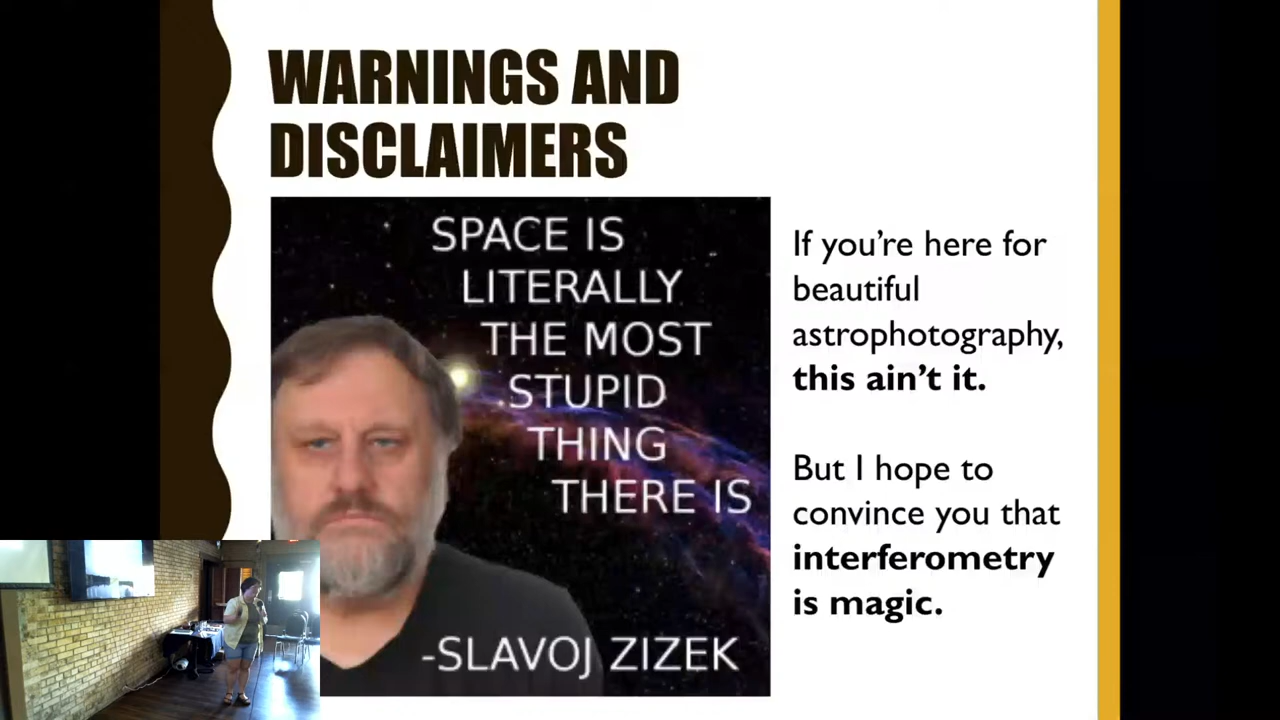 WARNINGS AND
DISCLAIMERS
SPACE IS
LITERALLY
THE MOST
STUPID
THING
THERE IS
-SLAVOJ ZIZEK
If you’re here for
beautiful
astrophotography,
this ain’t it.
But I hope to
convince you that
interferometry
is magic.